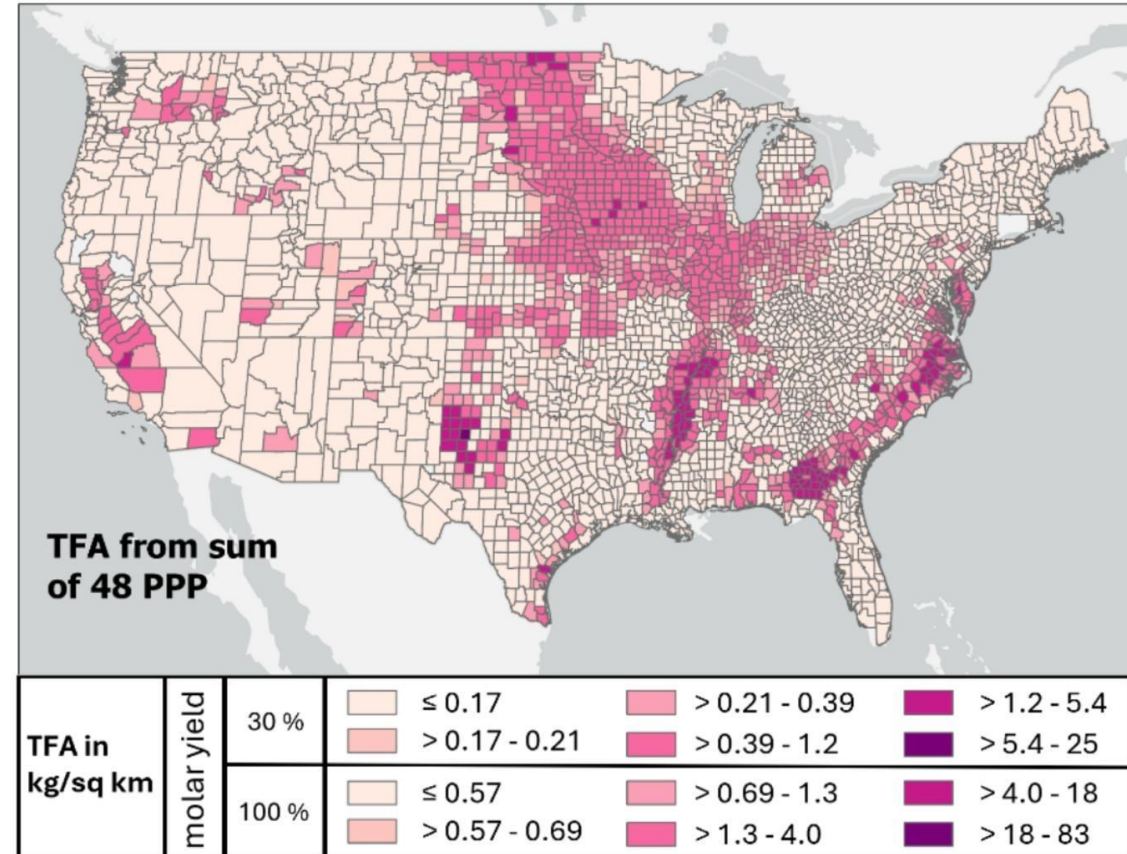 TFA from sum
of 48 PPP
TFA in
kg/sq km
molar yield
30 %
≤ 0.17
> 0.21 - 0.39
> 1.2 - 5.4
> 0.17 - 0.21
> 0.39 - 1.2
> 5.4 - 25
100 %
≤ 0.57
> 0.69 - 1.3
> 4.0 - 18
> 0.57 - 0.69
> 1.3 - 4.0
> 18 - 83